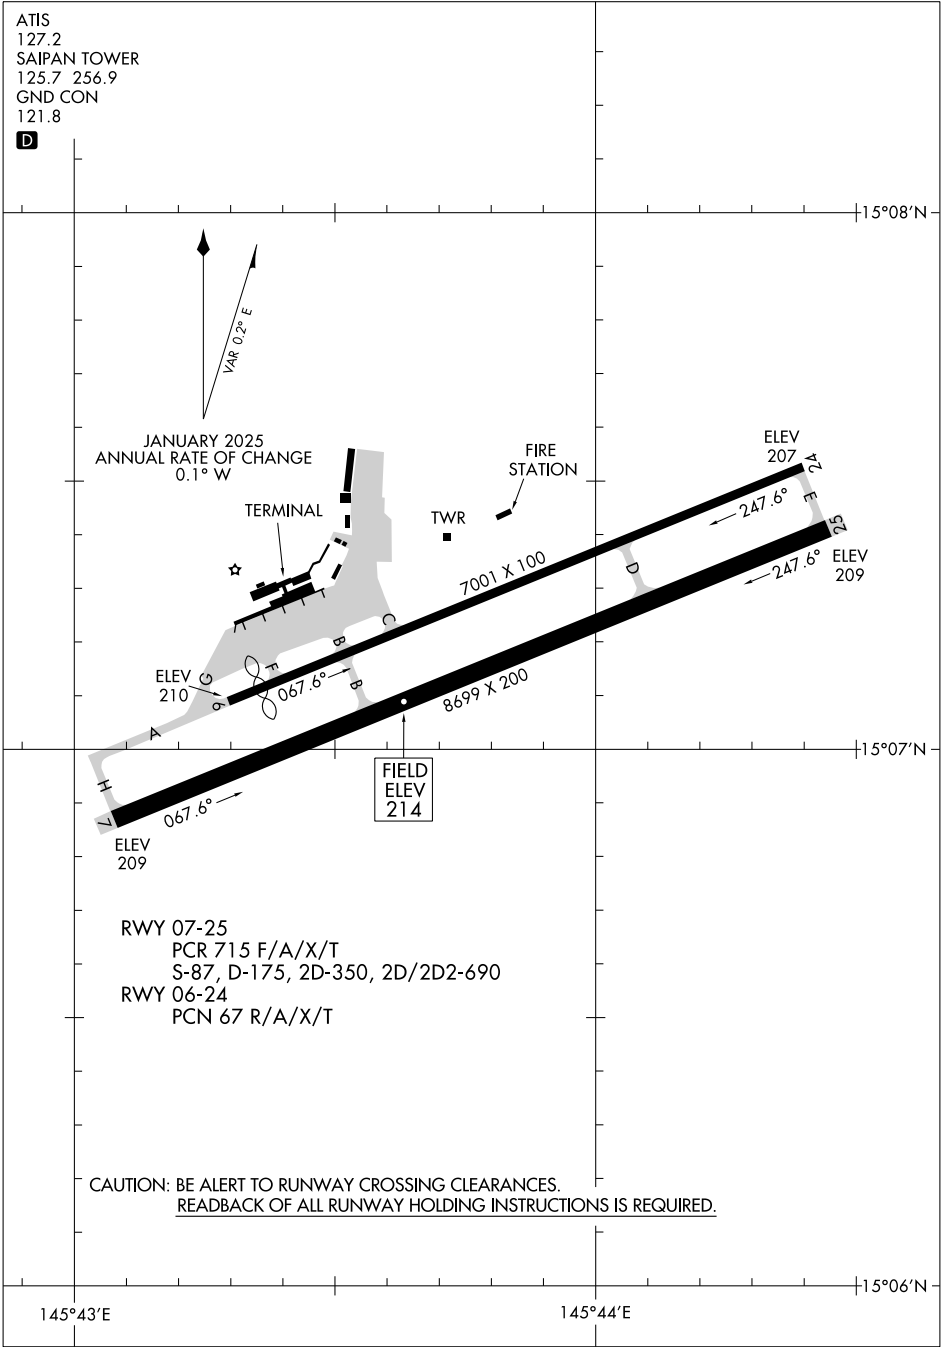 ATIS
127.2
SAIPAN TOWER
125.7 256.9
GND CON
121.8
D
15°08'N
VAR 0.2° E
JANUARY 2025
ANNUAL RATE OF CHANGE
0.1° W
ELEV
207
24
FIRE
STATION
E
247.6°
TERMINAL
TWR
25
ELEV
209
247.6°
7001 X 100
D
C
B
F
G
ELEV
210
6
067.6°
B
8699 X 200
A
15°07'N
FIELD
ELEV
214
H
7
067.6°
ELEV
209
RWY 07-25
PCR 715 F/A/X/T
S-87, D-175, 2D-350, 2D/2D2-690
RWY 06-24
PCN 67 R/A/X/T
CAUTION: BE ALERT TO RUNWAY CROSSING CLEARANCES.
READBACK OF ALL RUNWAY HOLDING INSTRUCTIONS IS REQUIRED.
15°06'N
145°43'E
145°44'E